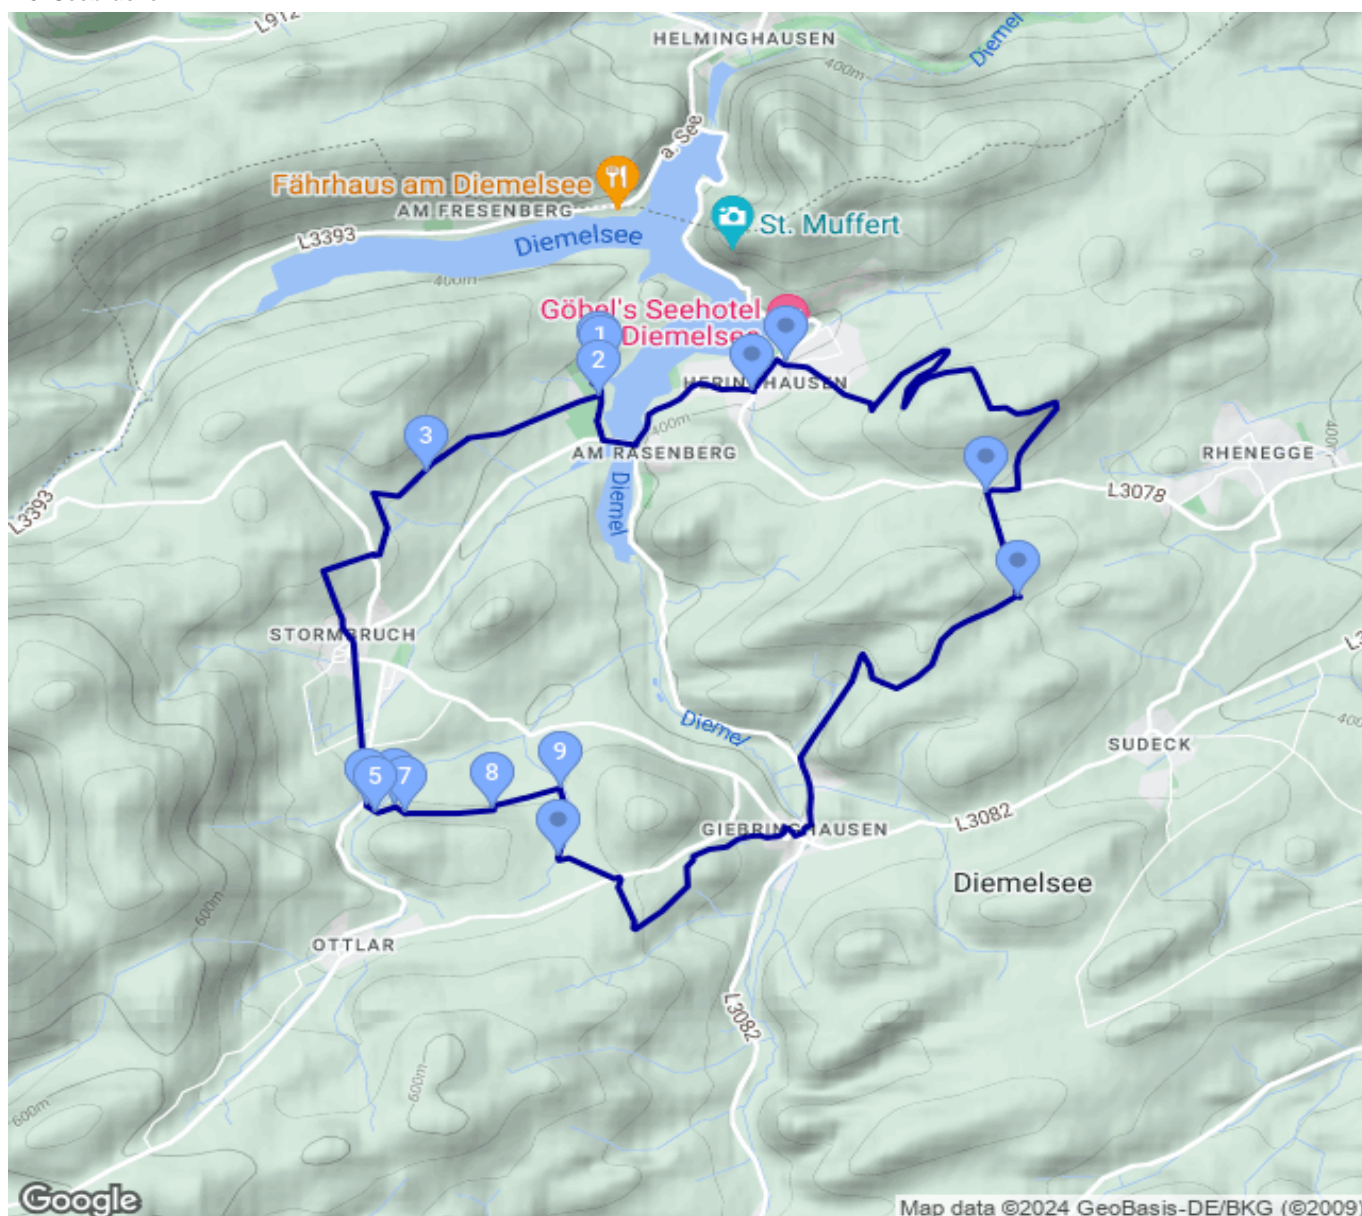 L912
HELMINGHAUSEN
Diemel
400m
a. See
Fährhaus am Diemelsee
AM FRESENBERG
St. Muffert
L3393
Diemelsee
400m
Göbel's Seehotel
Diemelsee
1
2
HERINGHAUSEN
3
400m
AM RASENBERG
RHENEGGE
400m
L3393
Diemel
L3078
STORMBRUCH
Diemel
SUDECK
9
5
7
8
GIEBRINGHAUSEN
L3082
Diemelsee
600m
OTTLAR
L3082
600m
600m
Google
Map data ©2024 GeoBasis-DE/BKG (©2009)